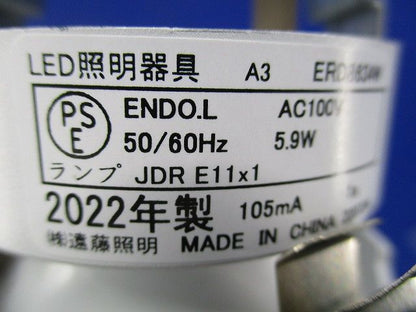 LED照明器具 A3
PS E ENDO.L AC100V
50/60Hz 5.9W
ランプ JDR E11x1
2022年製 105mA
㈱遠藤照明 MADE IN CHINA